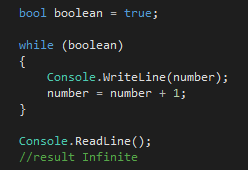 bool boolean = true;
while (boolean)
{
Console.WriteLine(number);
number = number + 1;
}
Console.ReadLine();
//result Infinite